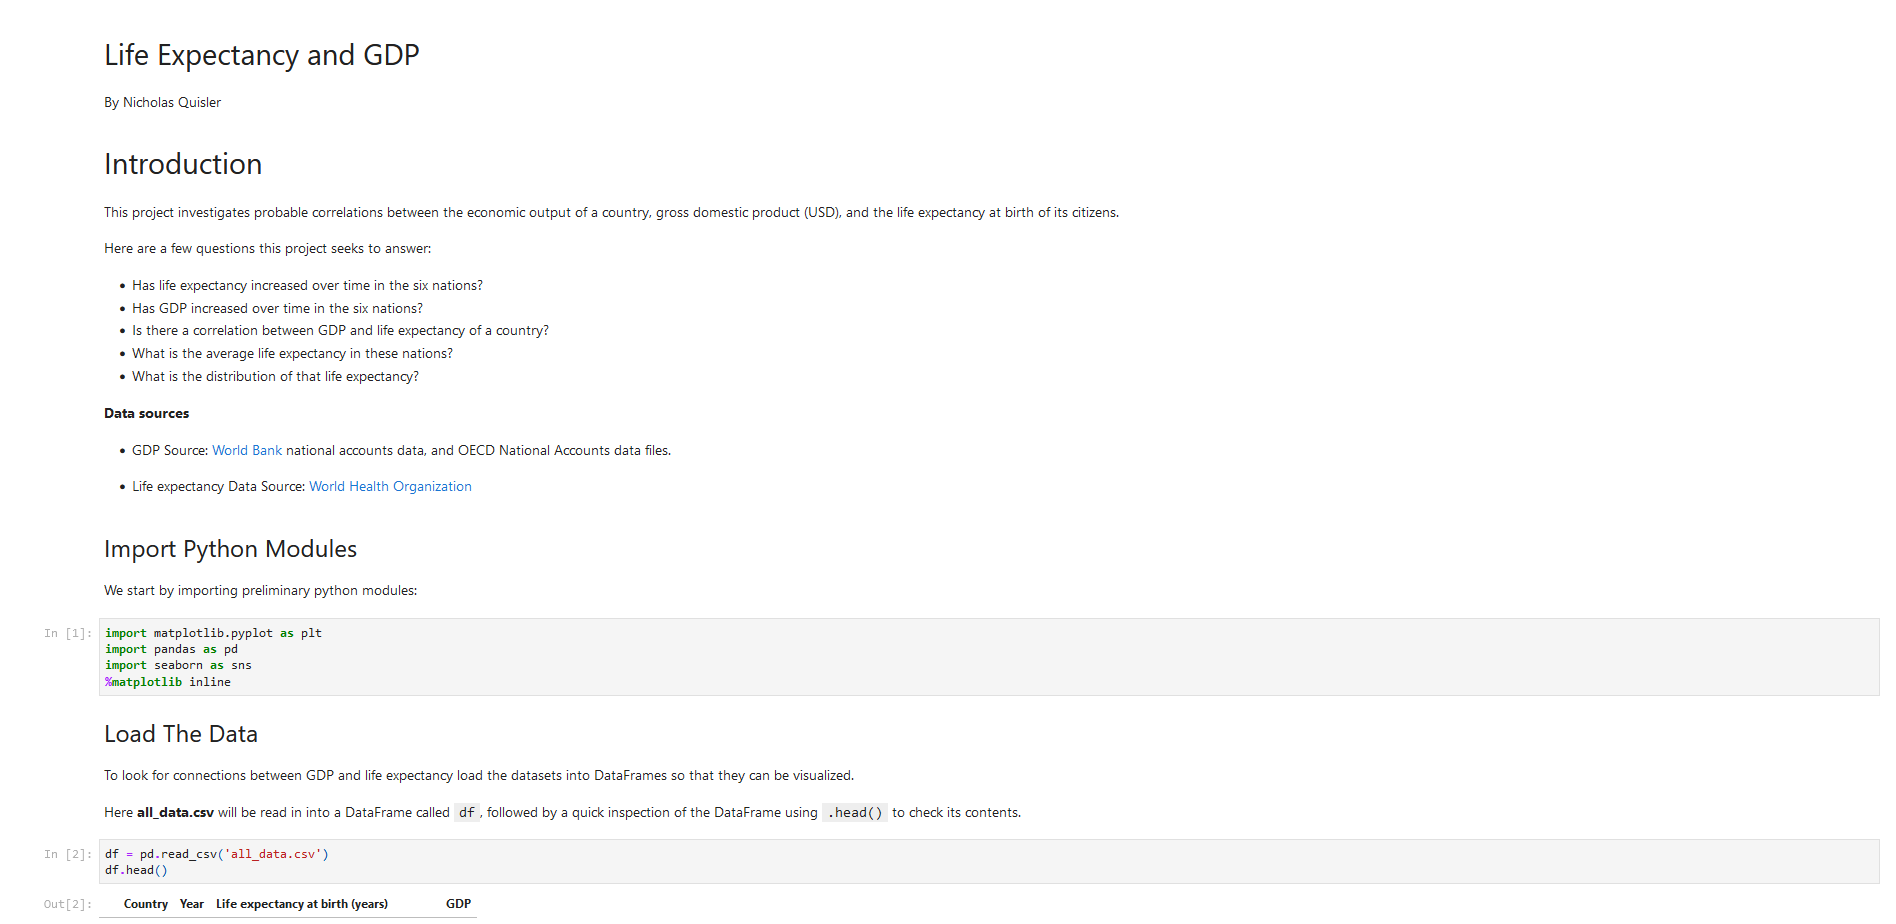 Life Expectancy and GDP
By Nicholas Quisler
Introduction
This project investigates probable correlations between the economic output of a country, gross domestic product (USD), and the life expectancy at birth of its citizens.
Here are a few questions this project seeks to answer:
• Has life expectancy increased over time in the six nations?
• Has GDP increased over time in the six nations?
• Is there a correlation between GDP and life expectancy of a country?
• What is the average life expectancy in these nations?
• What is the distribution of that life expectancy?
Data sources
• GDP Source: World Bank national accounts data, and OECD National Accounts data files.
• Life expectancy Data Source: World Health Organization
Import Python Modules
We start by importing preliminary python modules:
In [1]: import matplotlib.pyplot as plt
import pandas as pd
import seaborn as sns
%matplotlib inline
Load The Data
To look for connections between GDP and life expectancy load the datasets into DataFrames so that they can be visualized.
Here all_data.csv will be read in into a DataFrame called df, followed by a quick inspection of the DataFrame using .head() to check its contents.
In [2]: df = pd.read_csv('all_data.csv')
df.head()
Out[2]: Country Year Life expectancy at birth (years) GDP